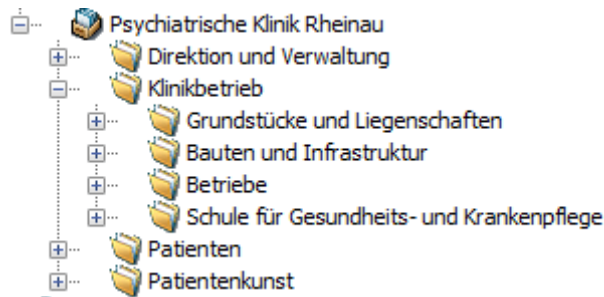 Psychiatrische Klinik Rheinau
Direktion und Verwaltung
Klinikbetrieb
Grundstücke und Liegenschaften
Bauten und Infrastruktur
Betriebe
Schule für Gesundheits- und Krankenpflege
Patienten
Patientenkunst